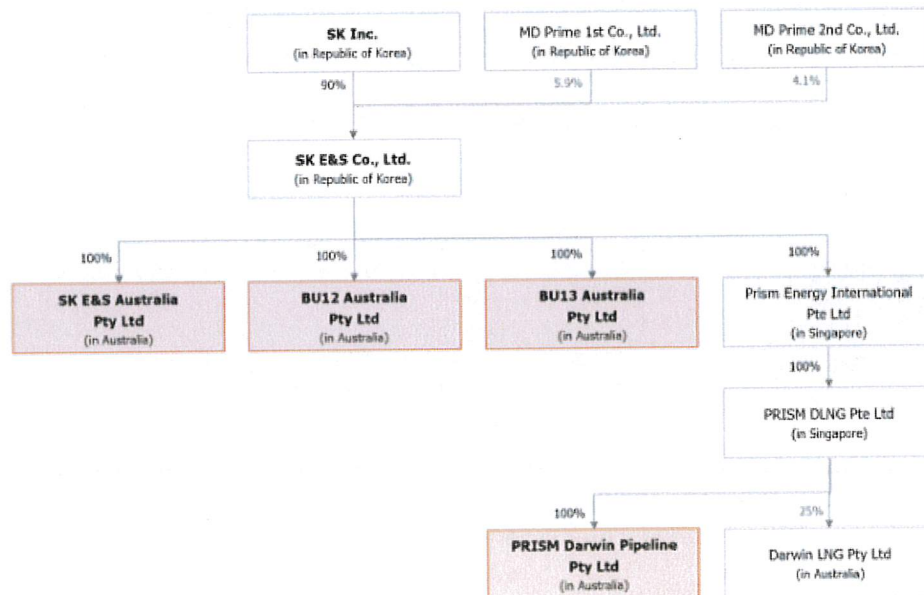 SK Inc.
(in Republic of Korea)
MD Prime 1st Co., Ltd.
(in Republic of Korea)
MD Prime 2nd Co., Ltd.
(in Republic of Korea)
90%
5.9%
4.1%
SK E&S Co., Ltd.
(in Republic of Korea)
100%
100%
100%
100%
SK E&S Australia
Pty Ltd
(in Australia)
BU12 Australia
Pty Ltd
(in Australia)
BU13 Australia
Pty Ltd
(in Australia)
Prism Energy International
Pte Ltd
(in Singapore)
100%
PRISM DLNG Pte Ltd
(in Singapore)
100%
25%
PRISM Darwin Pipeline
Pty Ltd
(in Australia)
Darwin LNG Pty Ltd
(in Australia)